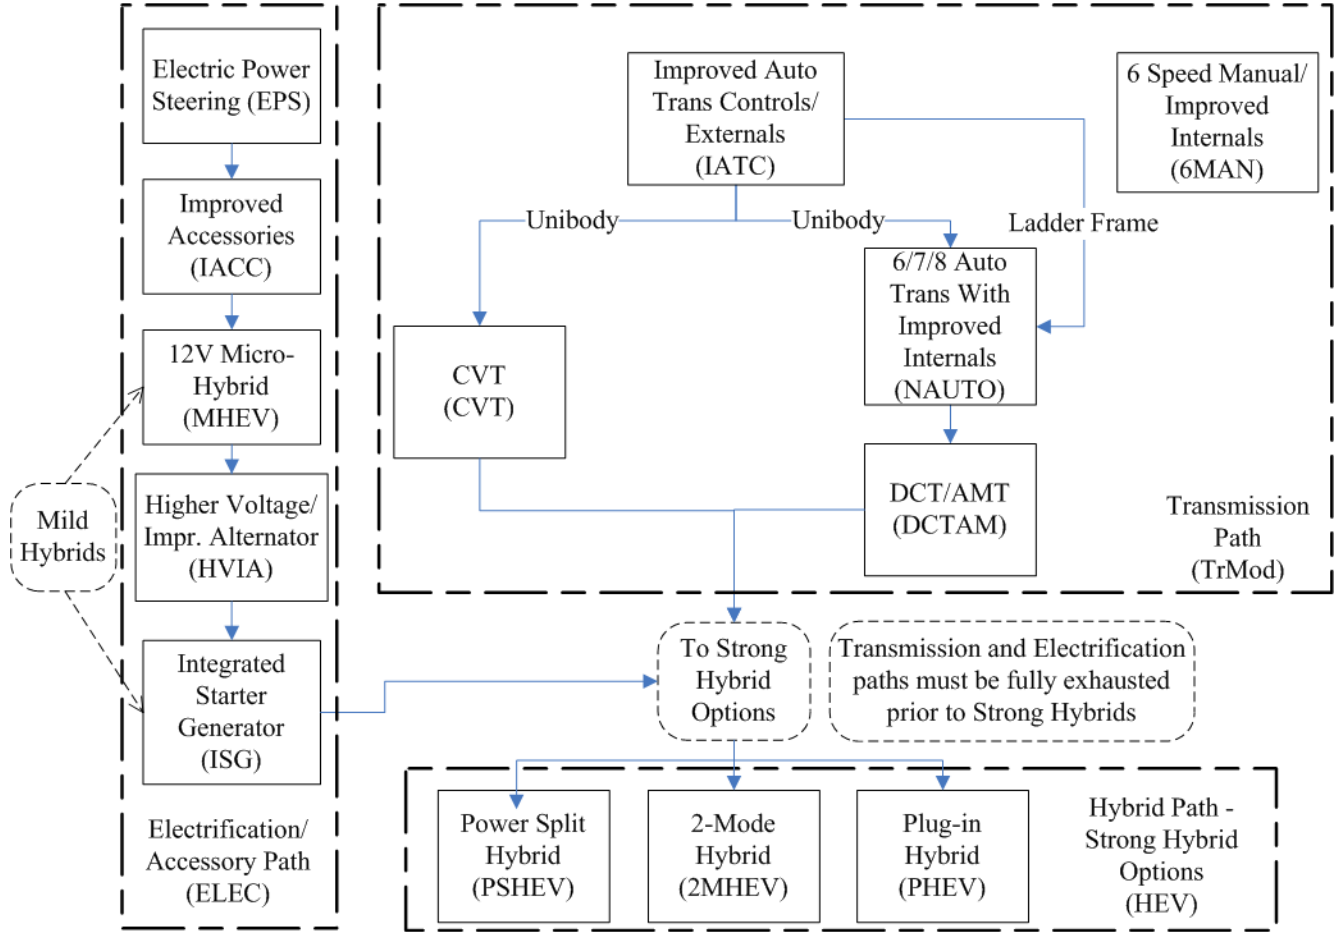 Electric Power
Steering (EPS)
Improved
Accessories
(IACC)
12V Micro-
Hybrid
(MHEV)
Higher Voltage/
Impr. Alternator
(HVIA)
Integrated
Starter
Generator
(ISG)
Electrification/
Accessory Path
(ELEC)
Mild
Hybrids
Improved Auto
Trans Controls/
Externals
(IATC)
6 Speed Manual/
Improved
Internals
(6MAN)
Unibody
Unibody
Ladder Frame
CVT
(CVT)
6/7/8 Auto
Trans With
Improved
Internals
(NAUTO)
DCT/AMT
(DCTAM)
Transmission
Path
(TrMod)
To Strong
Hybrid
Options
Transmission and Electrification
paths must be fully exhausted
prior to Strong Hybrids
Power Split
Hybrid
(PSHEV)
2-Mode
Hybrid
(2MHEV)
Plug-in
Hybrid
(PHEV)
Hybrid Path -
Strong Hybrid
Options
(HEV)